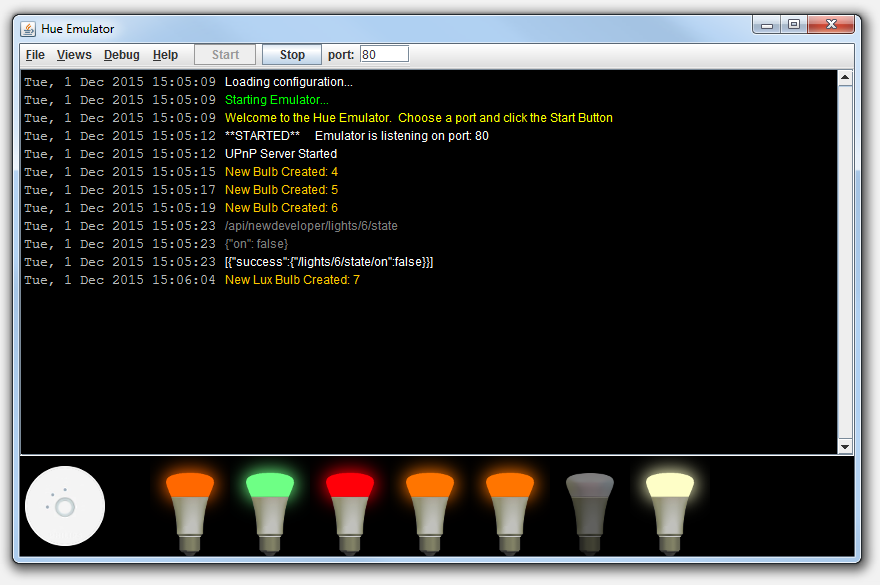 Hue Emulator
File Views Debug Help Start Stop port: 80
Tue, 1 Dec 2015 15:05:09 Loading configuration...
Tue, 1 Dec 2015 15:05:09 Starting Emulator...
Tue, 1 Dec 2015 15:05:09 Welcome to the Hue Emulator. Choose a port and click the Start Button
Tue, 1 Dec 2015 15:05:12 **STARTED** Emulator is listening on port: 80
Tue, 1 Dec 2015 15:05:12 UPnP Server Started
Tue, 1 Dec 2015 15:05:15 New Bulb Created: 4
Tue, 1 Dec 2015 15:05:17 New Bulb Created: 5
Tue, 1 Dec 2015 15:05:19 New Bulb Created: 6
Tue, 1 Dec 2015 15:05:23 /api/newdeveloper/lights/6/state
Tue, 1 Dec 2015 15:05:23 {"on": false}
Tue, 1 Dec 2015 15:05:23 [{"success":{"/lights/6/state/on":false}}]
Tue, 1 Dec 2015 15:06:04 New Lux Bulb Created: 7